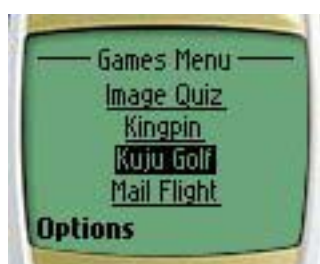 Games Menu
Image Quiz
Kingpin
Kuju Golf
Mail Flight
Options